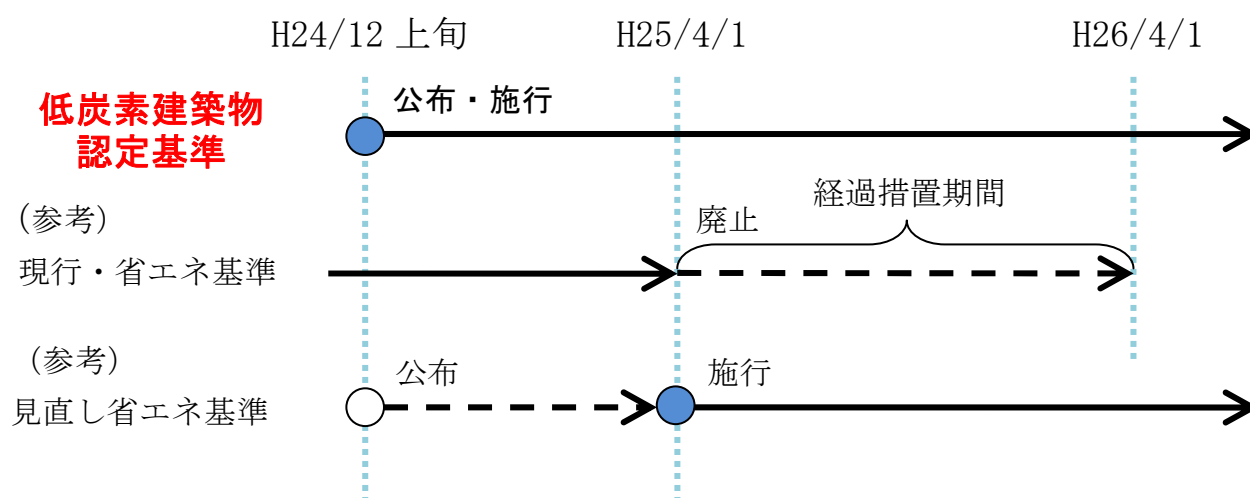 H24/12 上旬 H25/4/1 H26/4/1
公布・施行
低炭素建築物
認定基準
(参考)
廃止
経過措置期間
現行・省エネ基準
(参考)
公布
施行
見直し省エネ基準